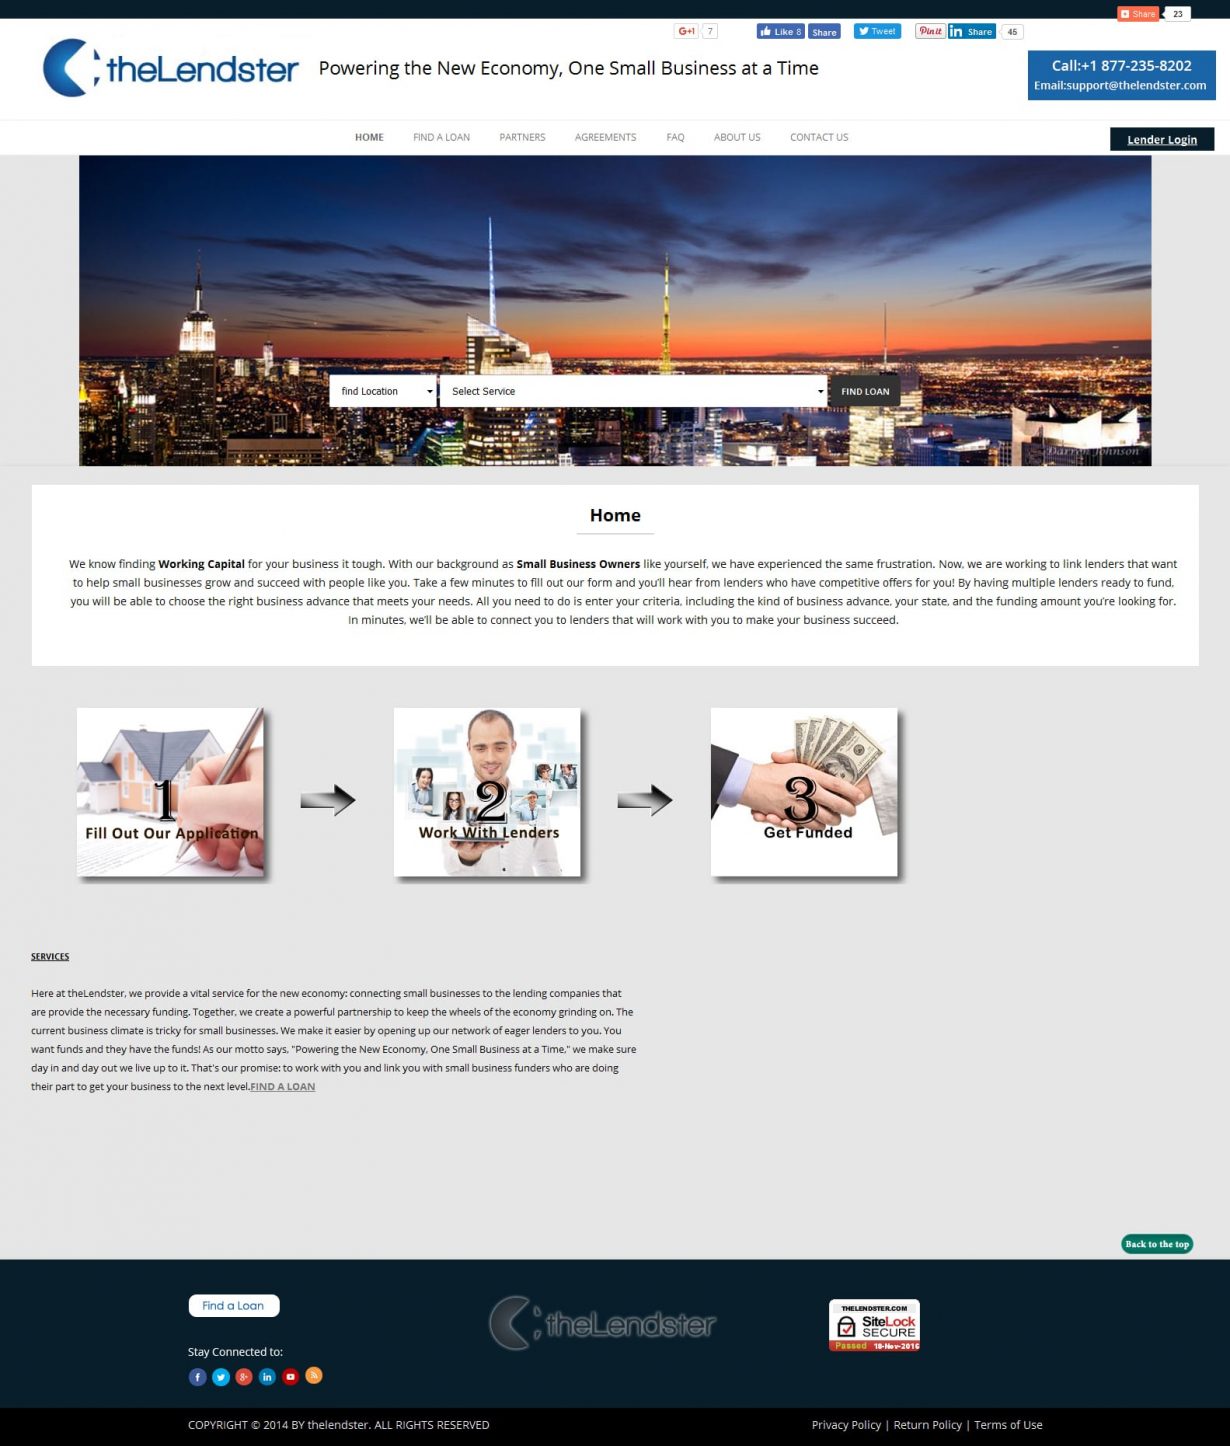 Share 23
G+1 7 Like 8 Share Tweet Pin it in Share 45
theLendster
Powering the New Economy, One Small Business at a Time
Call:+1 877-235-8202
Email:support@thelendster.com
HOME FIND A LOAN PARTNERS AGREEMENTS FAQ ABOUT US CONTACT US
Lender Login
find Location Select Service FIND LOAN
Darren Johnson
Home
We know finding Working Capital for your business it tough. With our background as Small Business Owners like yourself, we have experienced the same frustration. Now, we are working to link lenders that want
to help small businesses grow and succeed with people like you. Take a few minutes to fill out our form and you'll hear from lenders who have competitive offers for you! By having multiple lenders ready to fund,
you will be able to choose the right business advance that meets your needs. All you need to do is enter your criteria, including the kind of business advance, your state, and the funding amount you're looking for.
In minutes, we'll be able to connect you to lenders that will work with you to make your business succeed.
1
Fill Out Our Application
2
Work With Lenders
3
Get Funded
SERVICES
Here at theLendster, we provide a vital service for the new economy: connecting small businesses to the lending companies that
are provide the necessary funding. Together, we create a powerful partnership to keep the wheels of the economy grinding on. The
current business climate is tricky for small businesses. We make it easier by opening up our network of eager lenders to you. You
want funds and they have the funds! As our motto says, "Powering the New Economy, One Small Business at a Time," we make sure
day in and day out we live up to it. That's our promise: to work with you and link you with small business funders who are doing
their part to get your business to the next level.FIND A LOAN
Back to the top
Find a Loan
theLendster
THELENDSTER.COM
SiteLock
SECURE
Passed 18-Nov-2016
Stay Connected to:
COPYRIGHT © 2014 BY thelendster. ALL RIGHTS RESERVED
Privacy Policy | Return Policy | Terms of Use